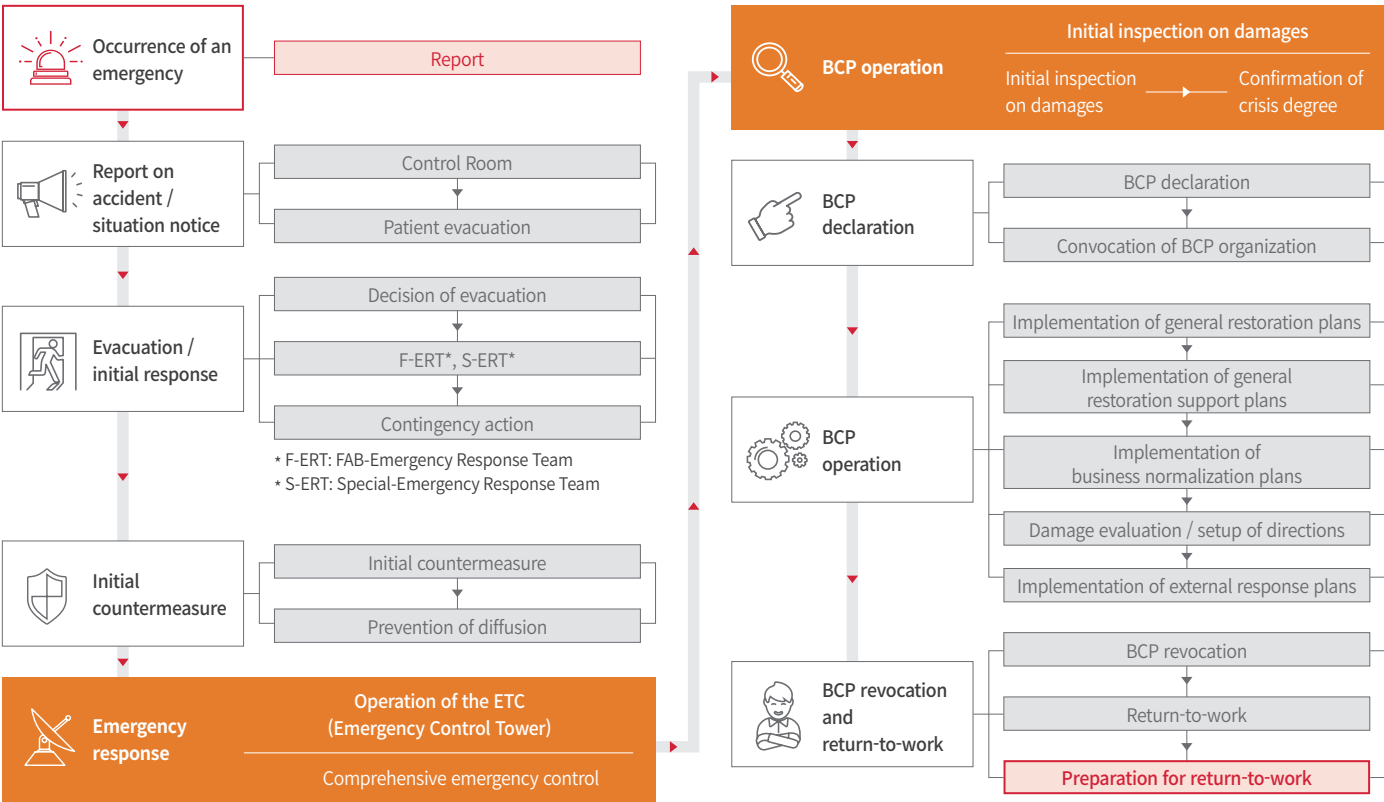 Occurrence of an
emergency
Report
Report on
accident /
situation notice
Control Room
Patient evacuation
Evacuation /
initial response
Decision of evacuation
F-ERT*, S-ERT*
Contingency action
* F-ERT: FAB-Emergency Response Team
* S-ERT: Special-Emergency Response Team
Initial
countermeasure
Initial countermeasure
Prevention of diffusion
Emergency
response
Operation of the ETC
(Emergency Control Tower)
Comprehensive emergency control
BCP operation
Initial inspection on damages
Initial inspection
on damages
Confirmation of
crisis degree
BCP
declaration
BCP declaration
Convocation of BCP organization
BCP
operation
Implementation of general restoration plans
Implementation of general
restoration support plans
Implementation of
business normalization plans
Damage evaluation / setup of directions
Implementation of external response plans
BCP revocation
and
return-to-work
BCP revocation
Return-to-work
Preparation for return-to-work